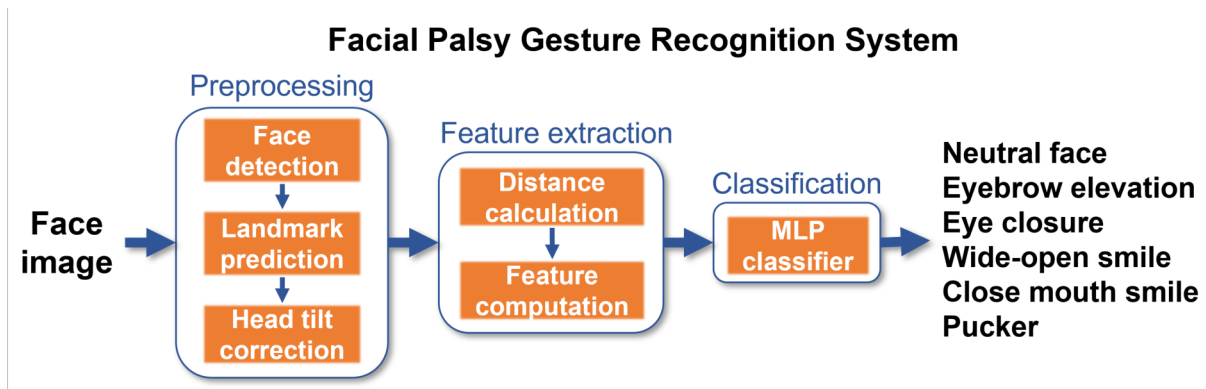 Facial Palsy Gesture Recognition System
Preprocessing
Face
detection
Landmark
prediction
Head tilt
correction
Face
image
Feature extraction
Distance
calculation
Feature
computation
Classification
MLP
classifier
Neutral face
Eyebrow elevation
Eye closure
Wide-open smile
Close mouth smile
Pucker